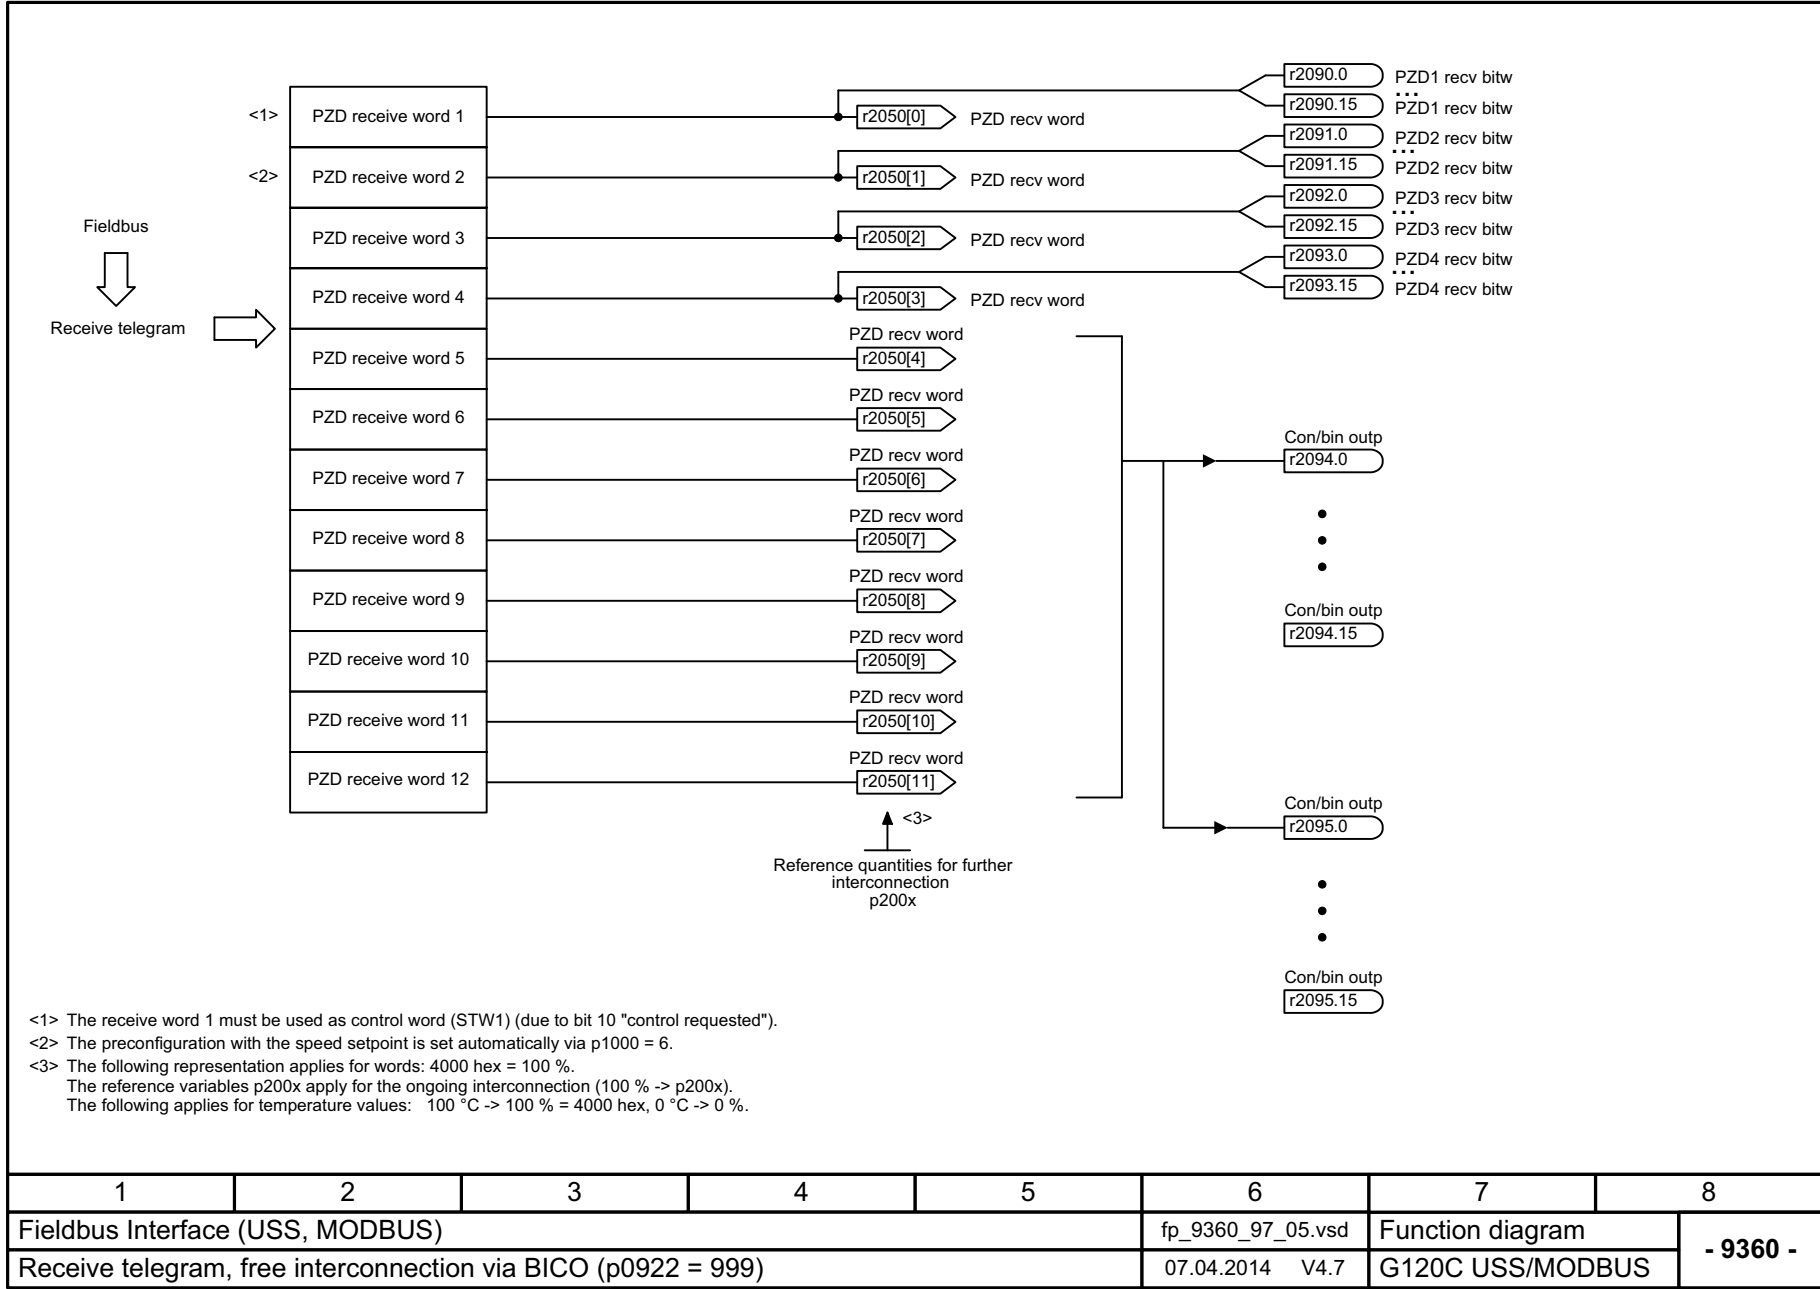 <1>
PZD receive word 1
r2050[0]
PZD recv word
r2090.0
PZD1 recv bitw
...
r2090.15
PZD1 recv bitw
<2>
PZD receive word 2
r2050[1]
PZD recv word
r2091.0
PZD2 recv bitw
...
r2091.15
PZD2 recv bitw
PZD receive word 3
r2050[2]
PZD recv word
r2092.0
PZD3 recv bitw
...
r2092.15
PZD3 recv bitw
PZD receive word 4
r2050[3]
PZD recv word
r2093.0
PZD4 recv bitw
...
r2093.15
PZD4 recv bitw
Fieldbus
Receive telegram
PZD receive word 5
PZD recv word
r2050[4]
PZD receive word 6
PZD recv word
r2050[5]
PZD receive word 7
PZD recv word
r2050[6]
PZD receive word 8
PZD recv word
r2050[7]
PZD receive word 9
PZD recv word
r2050[8]
PZD receive word 10
PZD recv word
r2050[9]
PZD receive word 11
PZD recv word
r2050[10]
PZD receive word 12
PZD recv word
r2050[11]
<3>
Reference quantities for further
interconnection
p200x
Con/bin outp
r2094.0
Con/bin outp
r2094.15
Con/bin outp
r2095.0
Con/bin outp
r2095.15
<1> The receive word 1 must be used as control word (STW1) (due to bit 10 "control requested").
<2> The preconfiguration with the speed setpoint is set automatically via p1000 = 6.
<3> The following representation applies for words: 4000 hex = 100 %.
The reference variables p200x apply for the ongoing interconnection (100 % -> p200x).
The following applies for temperature values: 100 °C -> 100 % = 4000 hex, 0 °C -> 0 %.
1 2 3 4 5 6 7 8
Fieldbus Interface (USS, MODBUS)
fp_9360_97_05.vsd
Function diagram
- 9360 -
Receive telegram, free interconnection via BICO (p0922 = 999)
07.04.2014 V4.7
G120C USS/MODBUS